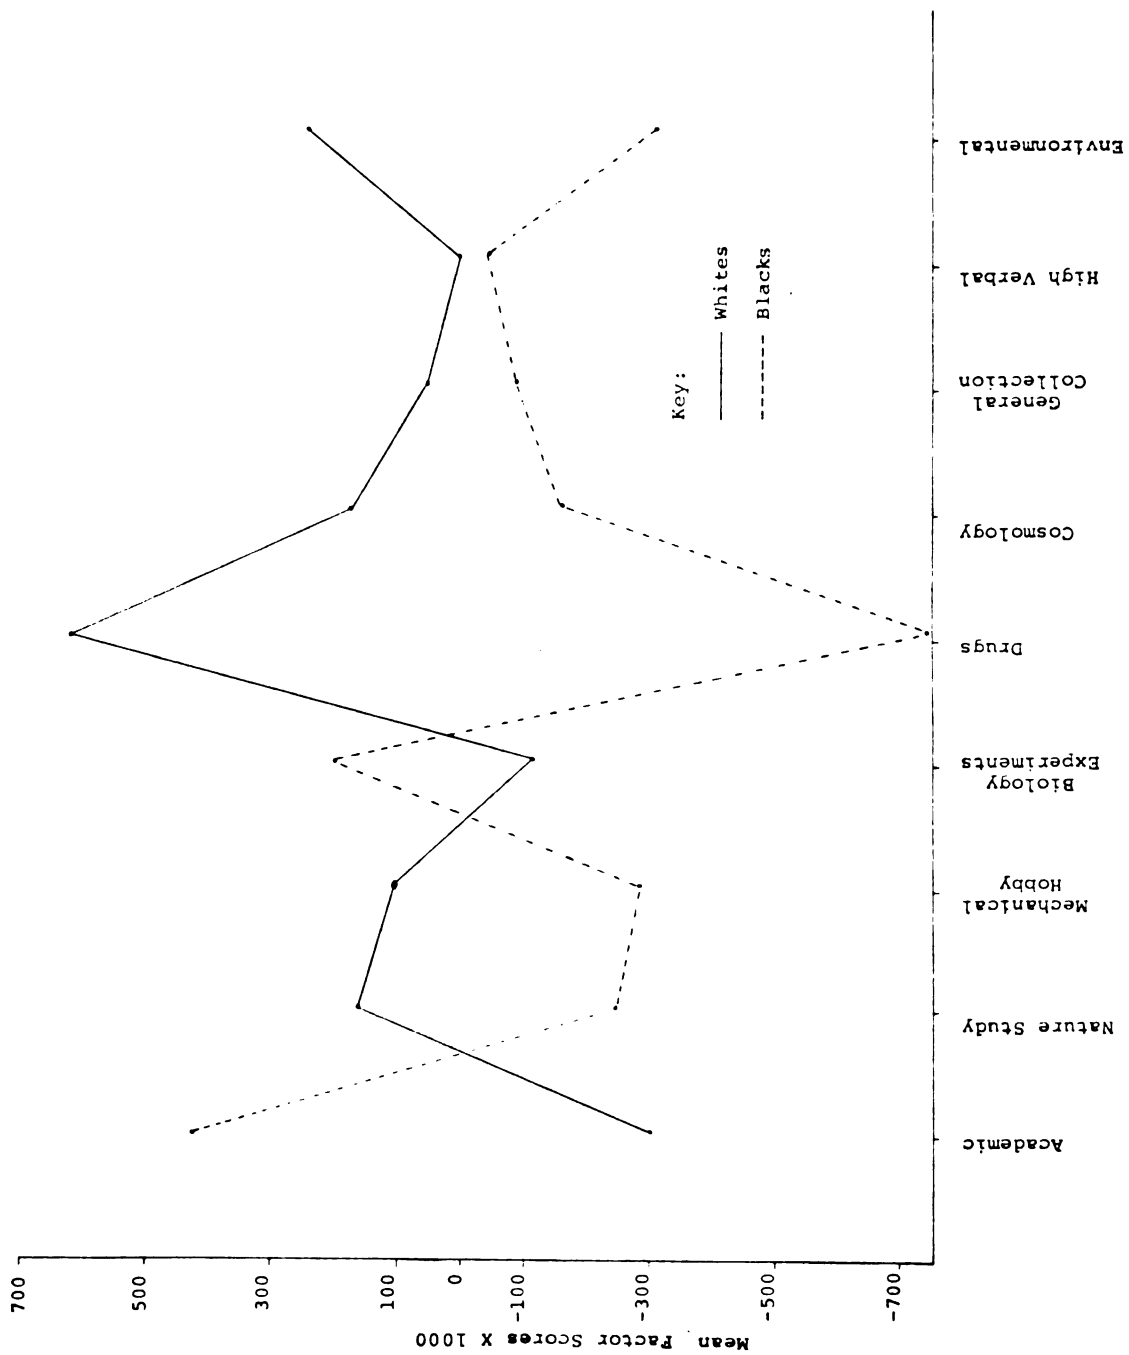 Mean Factor Scores X 1000
700
500
300
100
0
-100
-300
-500
-700
Academic
Nature Study
Mechanical
Hobby
Biology
Experiments
Drugs
Cosmology
General
Collection
High Verbal
Environmental
Key:
Whites
Blacks